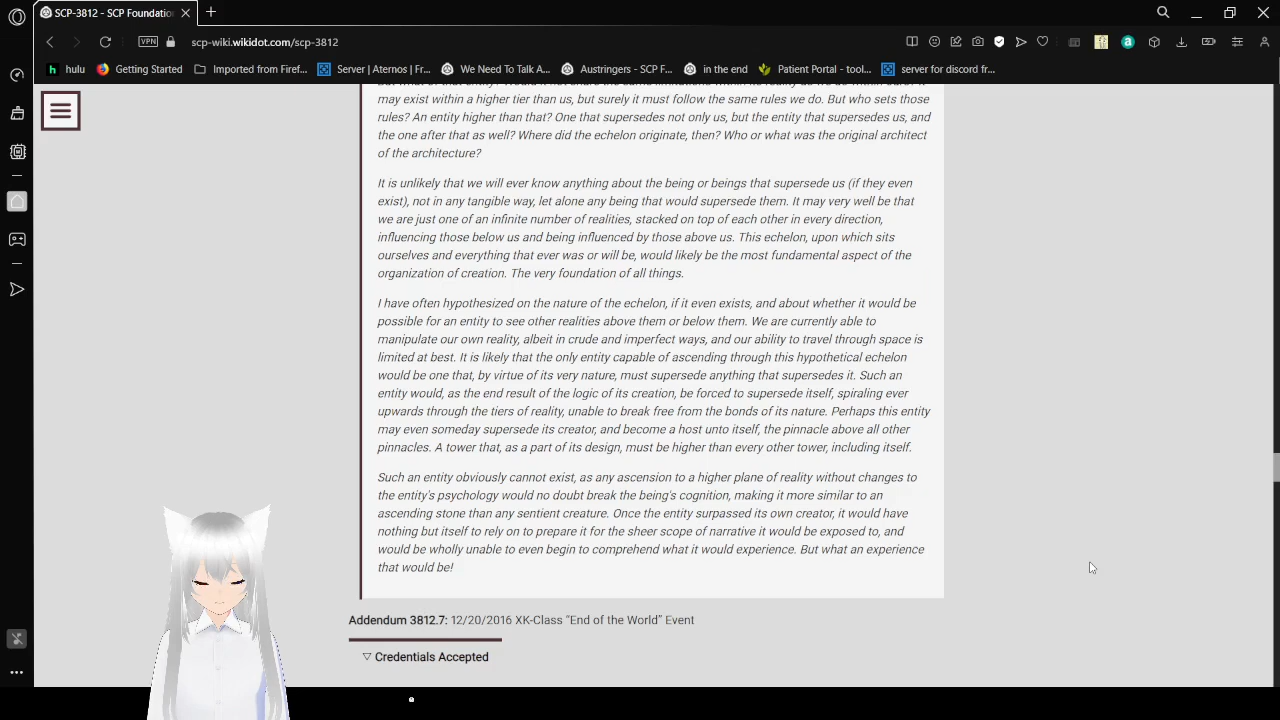 SCP-3812 - SCP Foundatio
VPN
scp-wiki.wikidot.com/scp-3812
hulu
Getting Started
Imported from Firef...
Server | Aternos | Fr...
We Need To Talk A...
Austringers - SCP F...
in the end
Patient Portal - tool...
server for discord fr...
may exist within a higher tier than us, but surely it must follow the same rules we do. But who sets those
rules? An entity higher than that? One that supersedes not only us, but the entity that supersedes us, and
the one after that as well? Where did the echelon originate, then? Who or what was the original architect
of the architecture?
It is unlikely that we will ever know anything about the being or beings that supersede us (if they even
exist), not in any tangible way, let alone any being that would supersede them. It may very well be that
we are just one of an infinite number of realities, stacked on top of each other in every direction,
influencing those below us and being influenced by those above us. This echelon, upon which sits
ourselves and everything that ever was or will be, would likely be the most fundamental aspect of the
organization of creation. The very foundation of all things.
I have often hypothesized on the nature of the echelon, if it even exists, and about whether it would be
possible for an entity to see other realities above them or below them. We are currently able to
manipulate our own reality, albeit in crude and imperfect ways, and our ability to travel through space is
limited at best. It is likely that the only entity capable of ascending through this hypothetical echelon
would be one that, by virtue of its very nature, must supersede anything that supersedes it. Such an
entity would, as the end result of the logic of its creation, be forced to supersede itself, spiraling ever
upwards through the tiers of reality, unable to break free from the bonds of its nature. Perhaps this entity
may even someday supersede its creator, and become a host unto itself, the pinnacle above all other
pinnacles. A tower that, as a part of its design, must be higher than every other tower, including itself.
Such an entity obviously cannot exist, as any ascension to a higher plane of reality without changes to
the entity's psychology would no doubt break the being's cognition, making it more similar to an
ascending stone than any sentient creature. Once the entity surpassed its own creator, it would have
nothing but itself to rely on to prepare it for the sheer scope of narrative it would be exposed to, and
would be wholly unable to even begin to comprehend what it would experience. But what an experience
that would be!
Addendum 3812.7: 12/20/2016 XK-Class “End of the World” Event
▽ Credentials Accepted